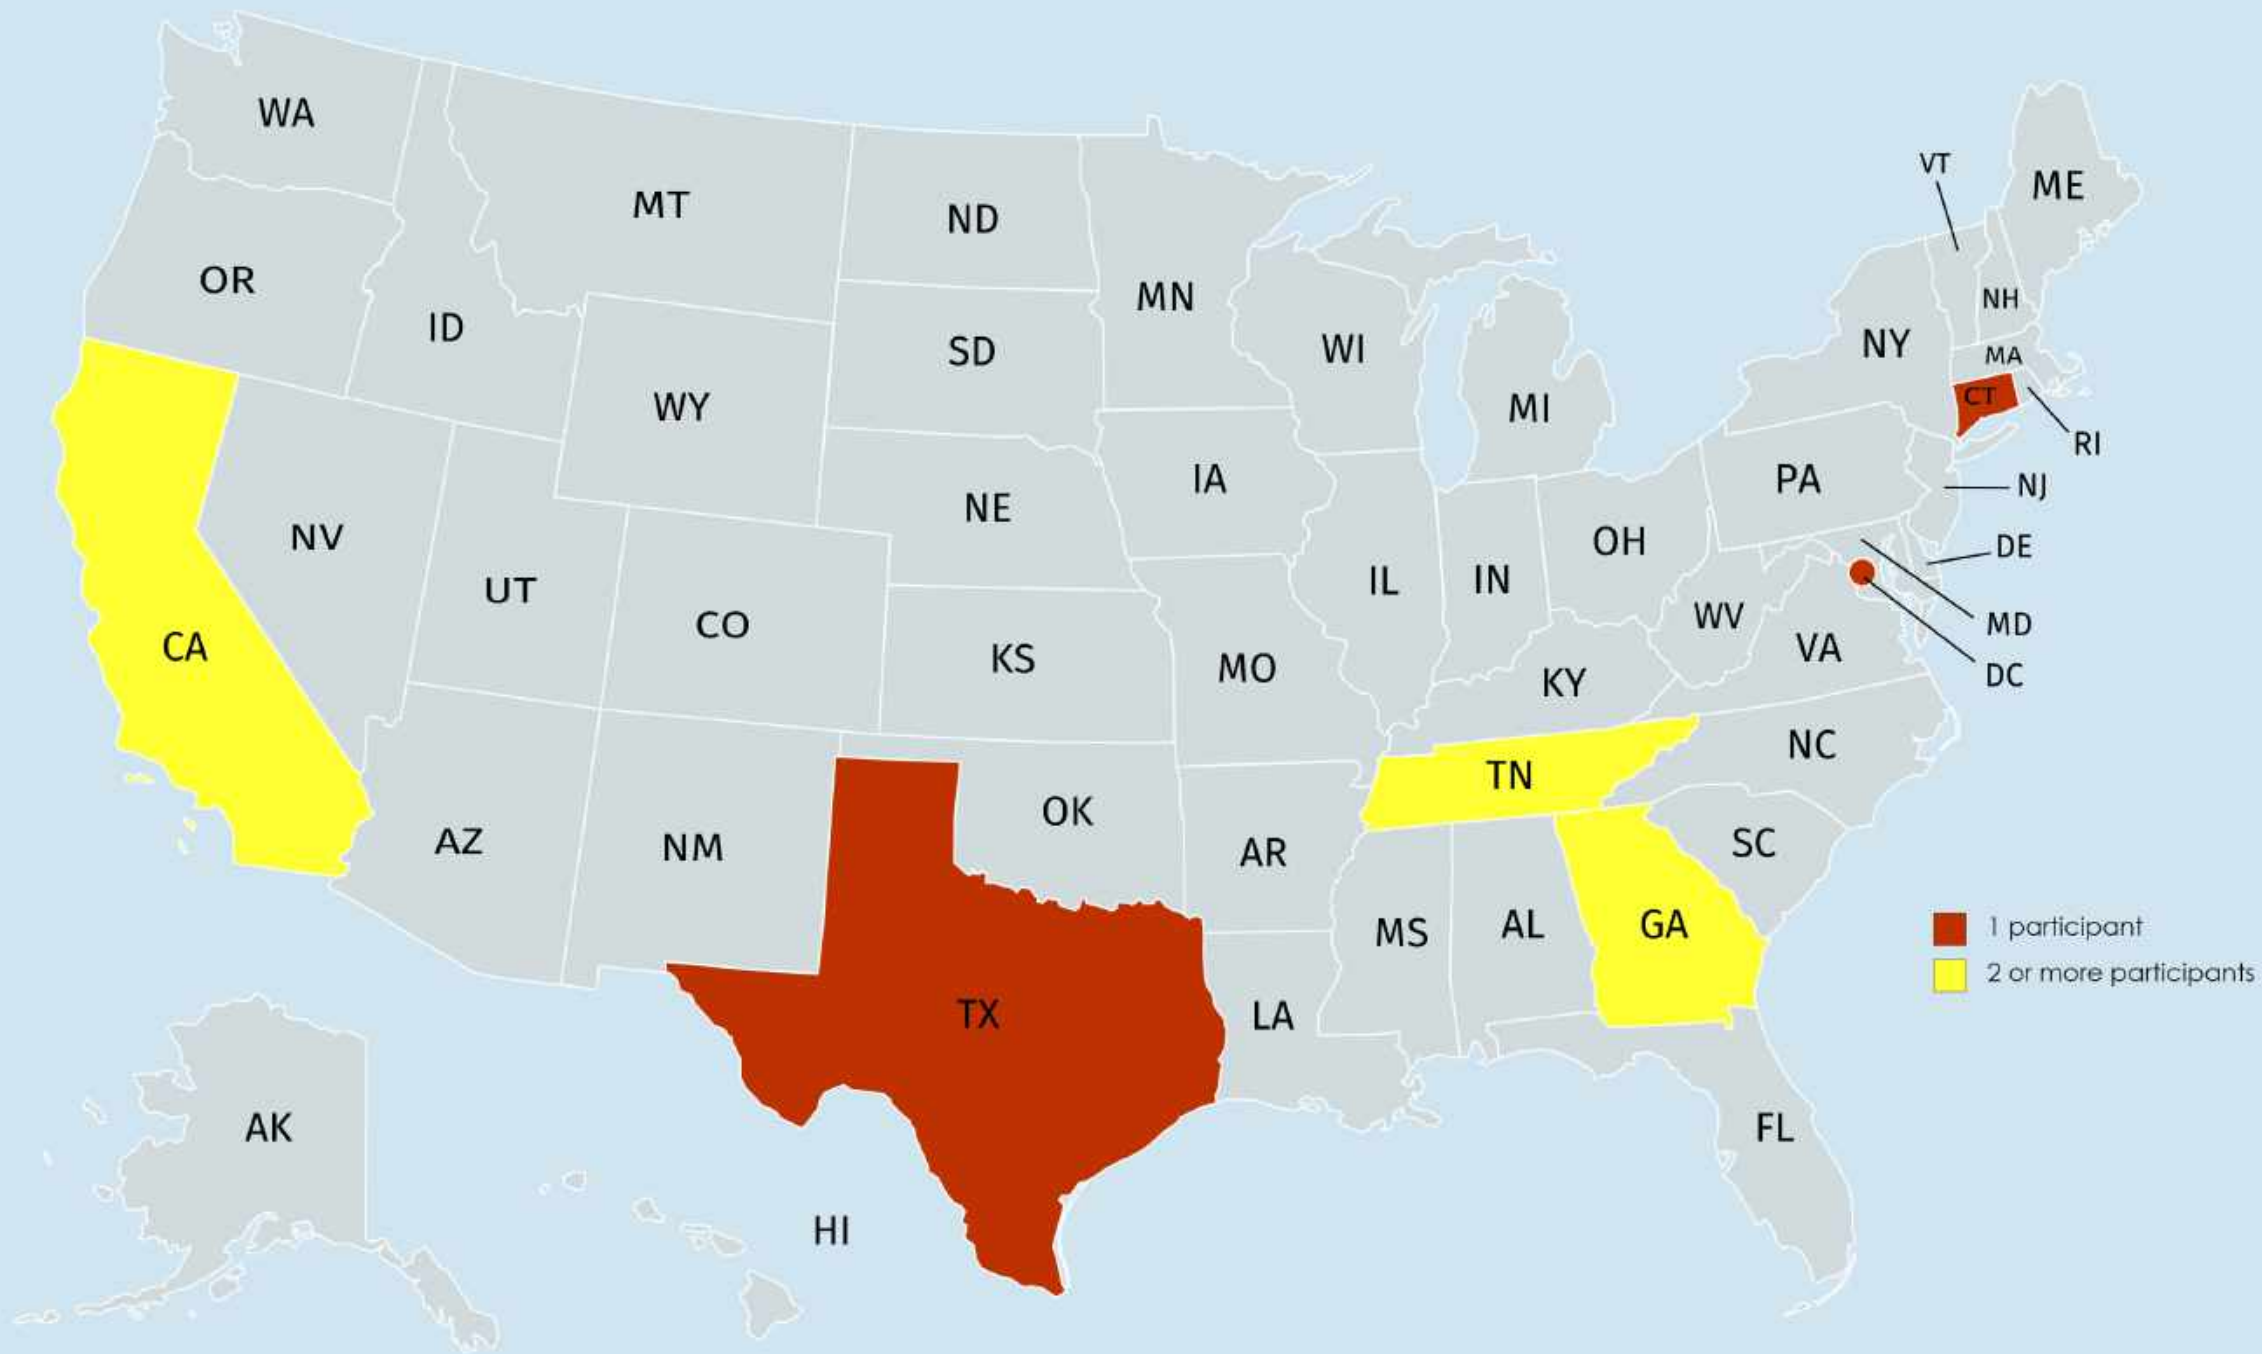 WA
MT
ND
MN
VT
ME
OR
ID
SD
WI
MI
NY
NH
MA
CT
RI
WY
NE
IA
PA
NJ
NV
UT
CO
IL
IN
OH
DE
WV
MD
VA
DC
CA
KS
MO
KY
TN
NC
AZ
NM
OK
AR
SC
MS
AL
GA
1 participant
2 or more participants
TX
LA
AK
FL
HI